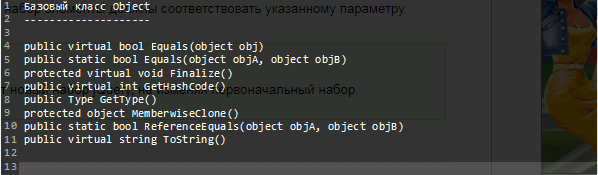 1 Базовый класс Object
2 -------------------
3
4 public virtual bool Equals(object obj)
5 public static bool Equals(object objA, object objB)
6 protected virtual void Finalize()
7 public virtual int GetHashCode()
8 public Type GetType()
9 protected object MemberwiseClone()
10 public static bool ReferenceEquals(object objA, object objB)
11 public virtual string ToString()
12
13
соответствовать указанному параметру.
первоначальный набор.